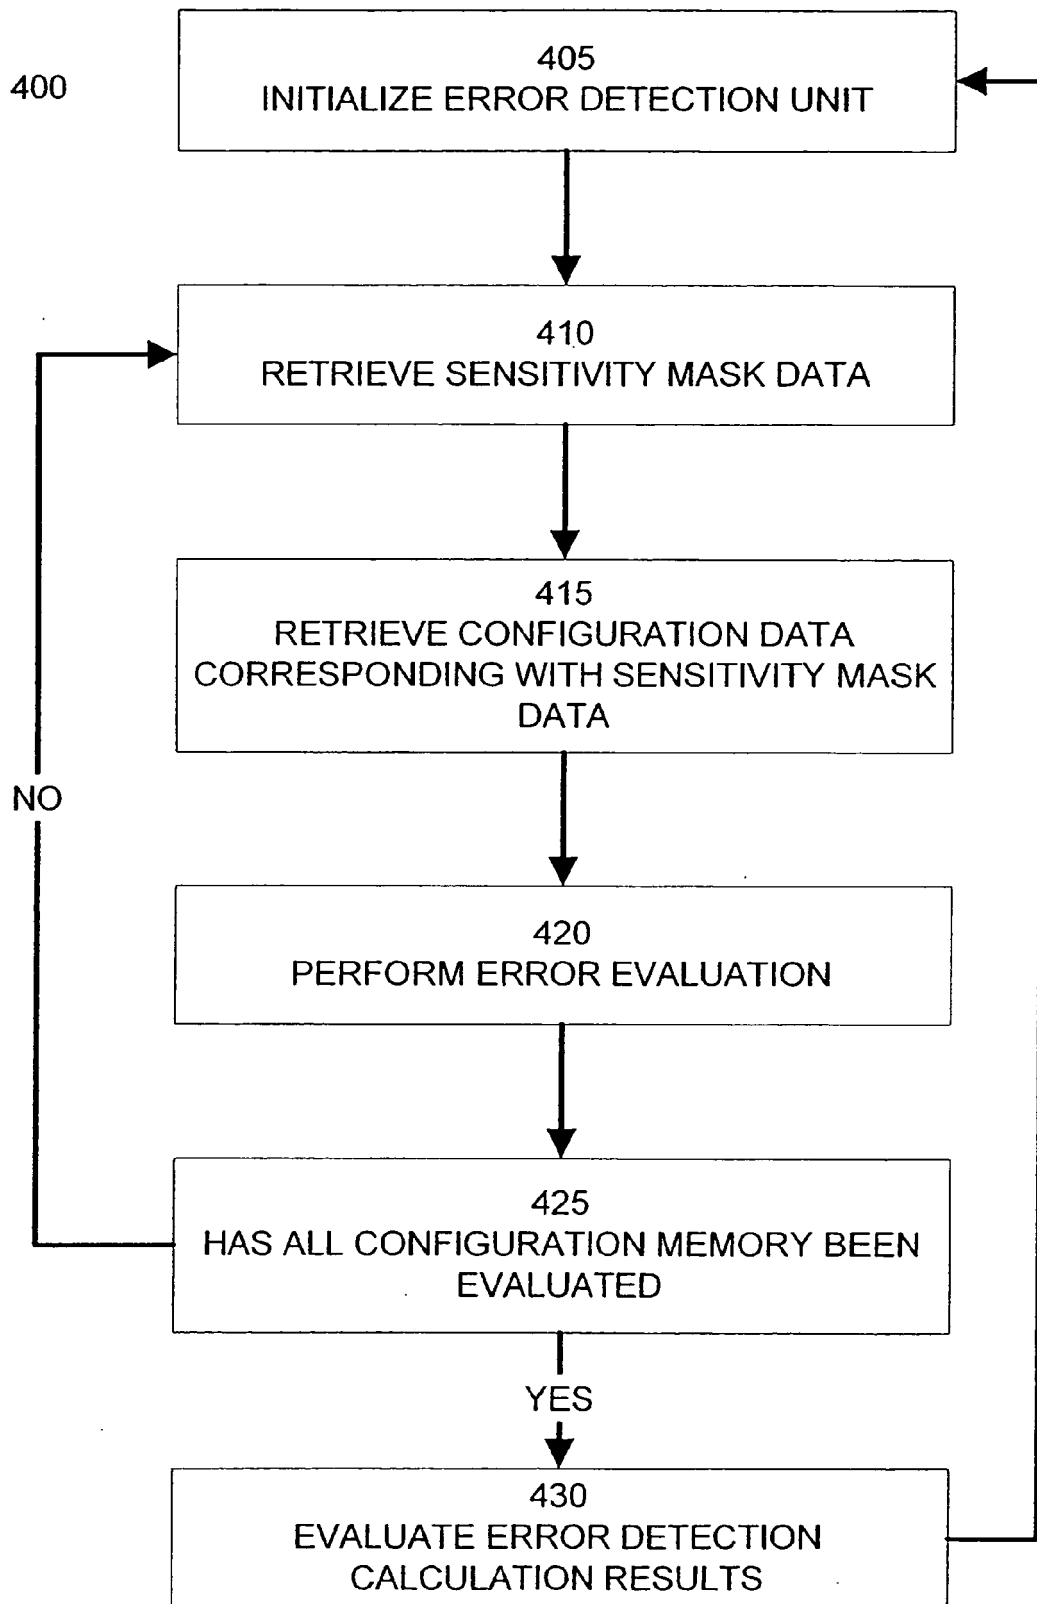 400
405
INITIALIZE ERROR DETECTION UNIT
410
RETRIEVE SENSITIVITY MASK DATA
415
RETRIEVE CONFIGURATION DATA
CORRESPONDING WITH SENSITIVITY MASK
DATA
NO
420
PERFORM ERROR EVALUATION
425
HAS ALL CONFIGURATION MEMORY BEEN
EVALUATED
YES
430
EVALUATE ERROR DETECTION
CALCULATION RESULTS